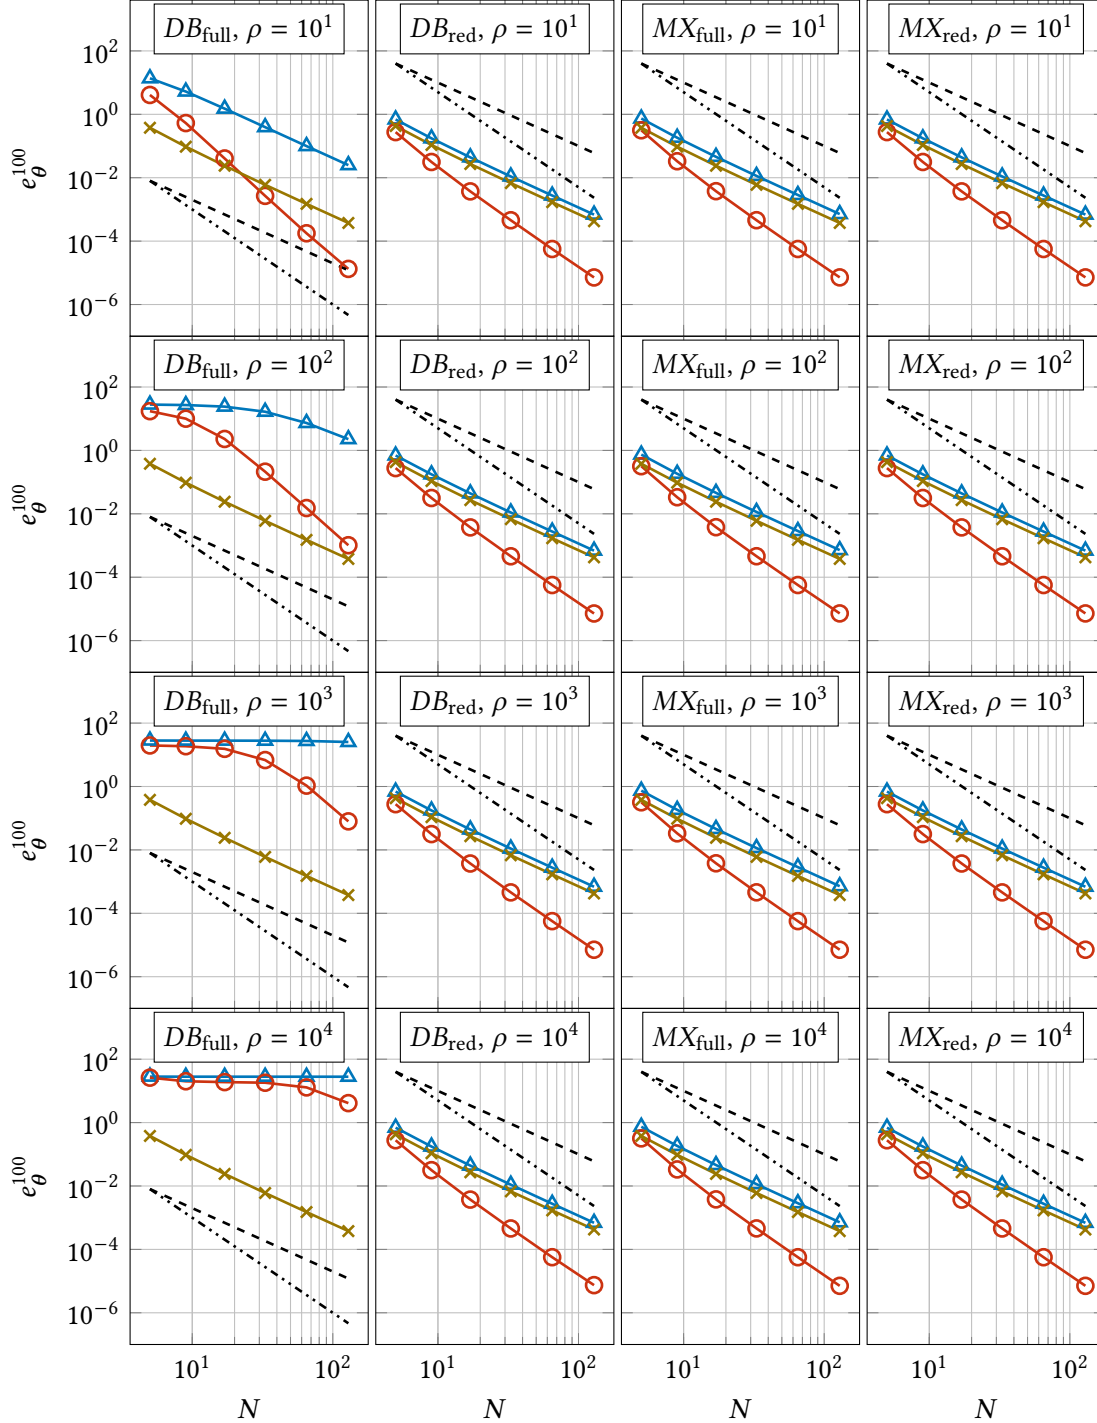 DB_full, ρ = 10^1
DB_red, ρ = 10^1
MX_full, ρ = 10^1
MX_red, ρ = 10^1
10^2
10^0
10^−2
10^−4
10^−6
e_θ^100
DB_full, ρ = 10^2
DB_red, ρ = 10^2
MX_full, ρ = 10^2
MX_red, ρ = 10^2
10^2
10^0
10^−2
10^−4
10^−6
e_θ^100
DB_full, ρ = 10^3
DB_red, ρ = 10^3
MX_full, ρ = 10^3
MX_red, ρ = 10^3
10^2
10^0
10^−2
10^−4
10^−6
e_θ^100
DB_full, ρ = 10^4
DB_red, ρ = 10^4
MX_full, ρ = 10^4
MX_red, ρ = 10^4
10^2
10^0
10^−2
10^−4
10^−6
e_θ^100
10^1 10^2 10^1 10^2 10^1 10^2 10^1 10^2
N N N N